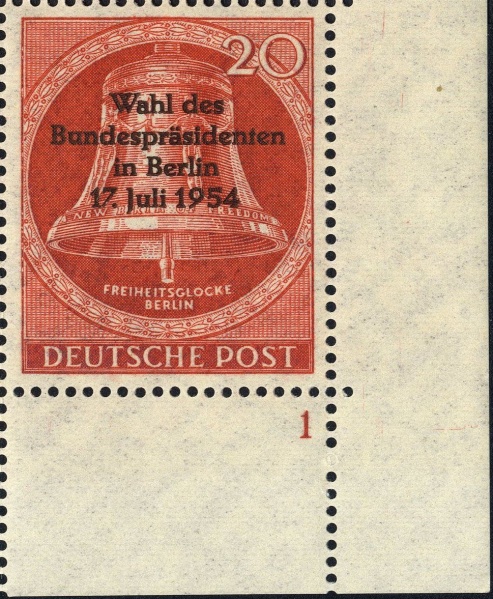 20
Wahl des
Bundespräsidenten
in Berlin
17. Juli 1954
NEW BIRTH OF FREEDOM
FREIHEITSGLOCKE
BERLIN
DEUTSCHE POST
1